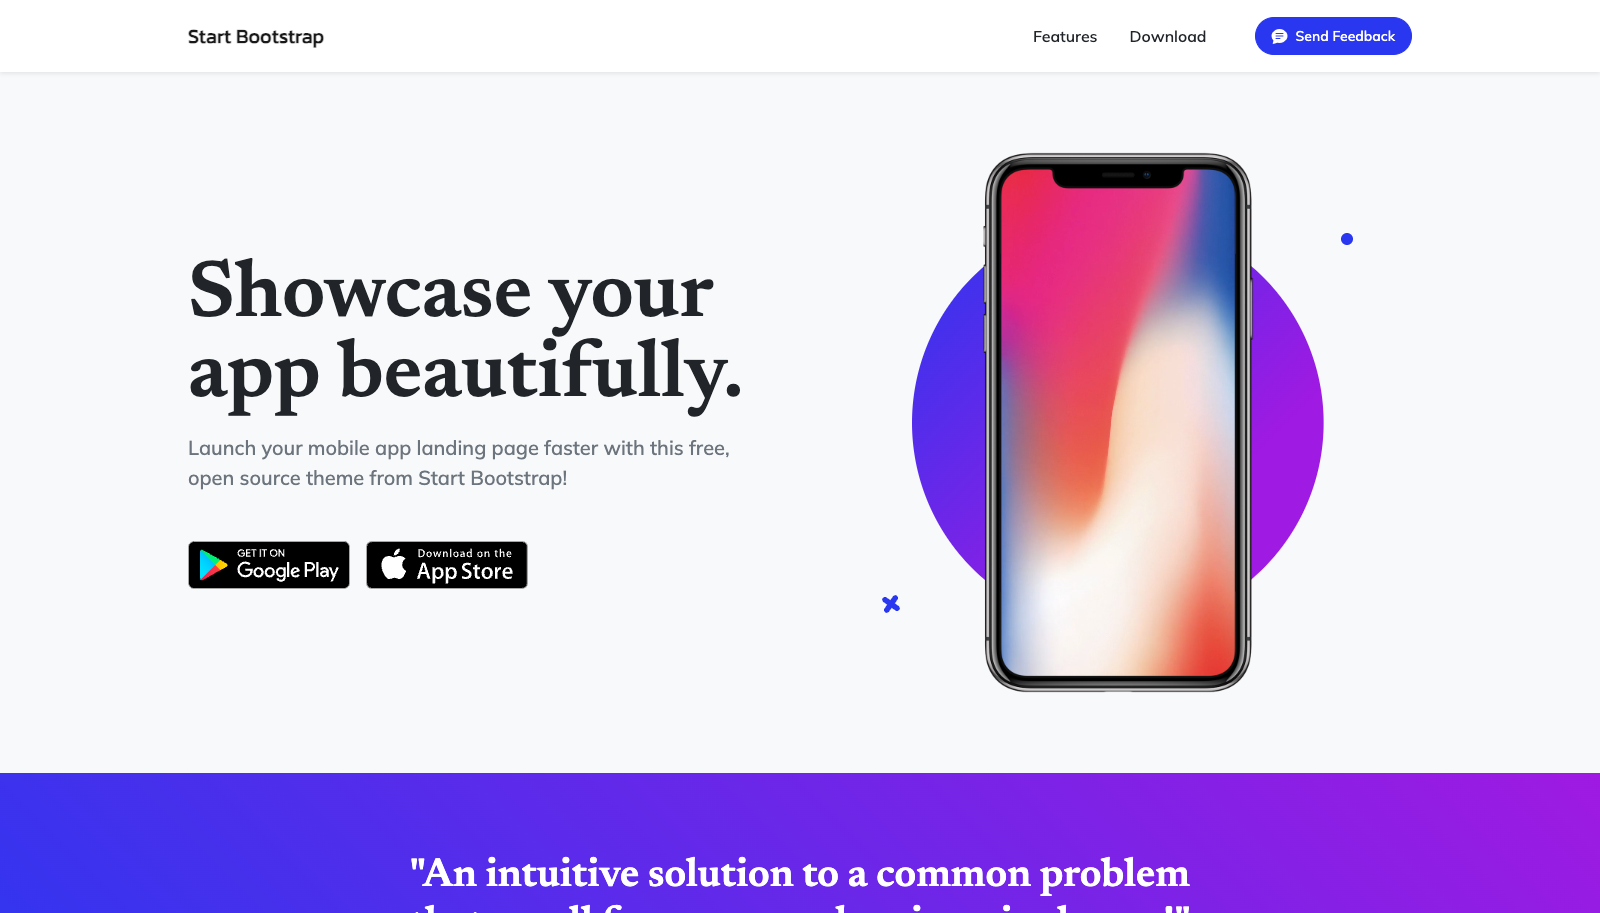 Start Bootstrap
Features
Download
Send Feedback
Showcase your
app beautifully.
Launch your mobile app landing page faster with this free,
open source theme from Start Bootstrap!
GET IT ON
Google Play
Download on the
App Store
"An intuitive solution to a common problem